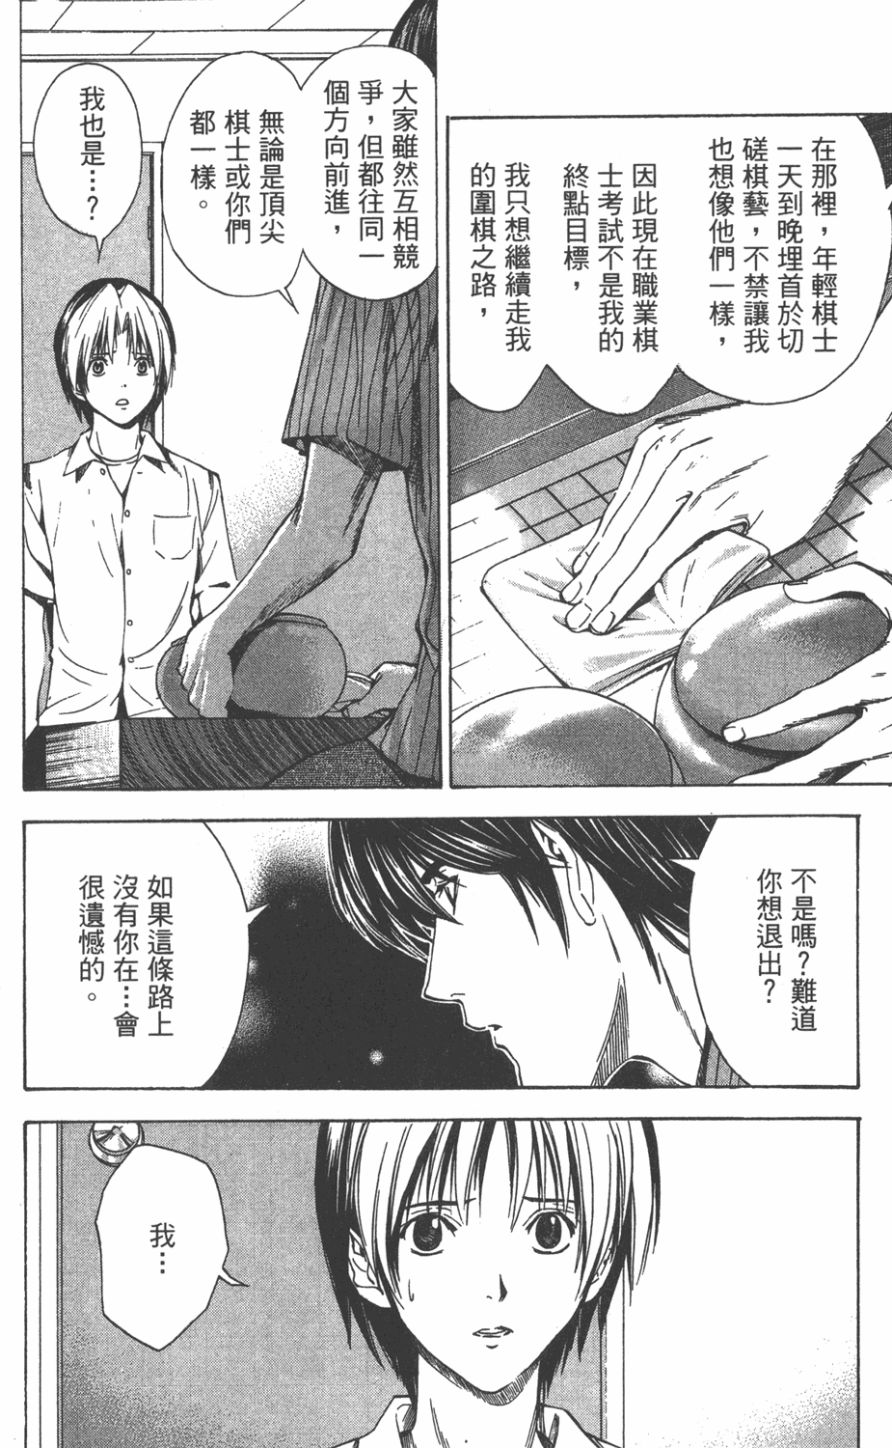 在那裡，年輕棋士
一天到晚埋首於切
磋棋藝，不禁讓我
也想像他們一樣，
因此現在職業棋
士考試不是我的
終點目標，
我只想繼續走我
的圍棋之路，
大家雖然互相競
爭，但都往同一
個方向前進，
無論是頂尖
棋士或你們
都一樣。
我也是…？
不是嗎？難道
你想退出？
如果這條路上
沒有你在…會
很遺憾的。
我…